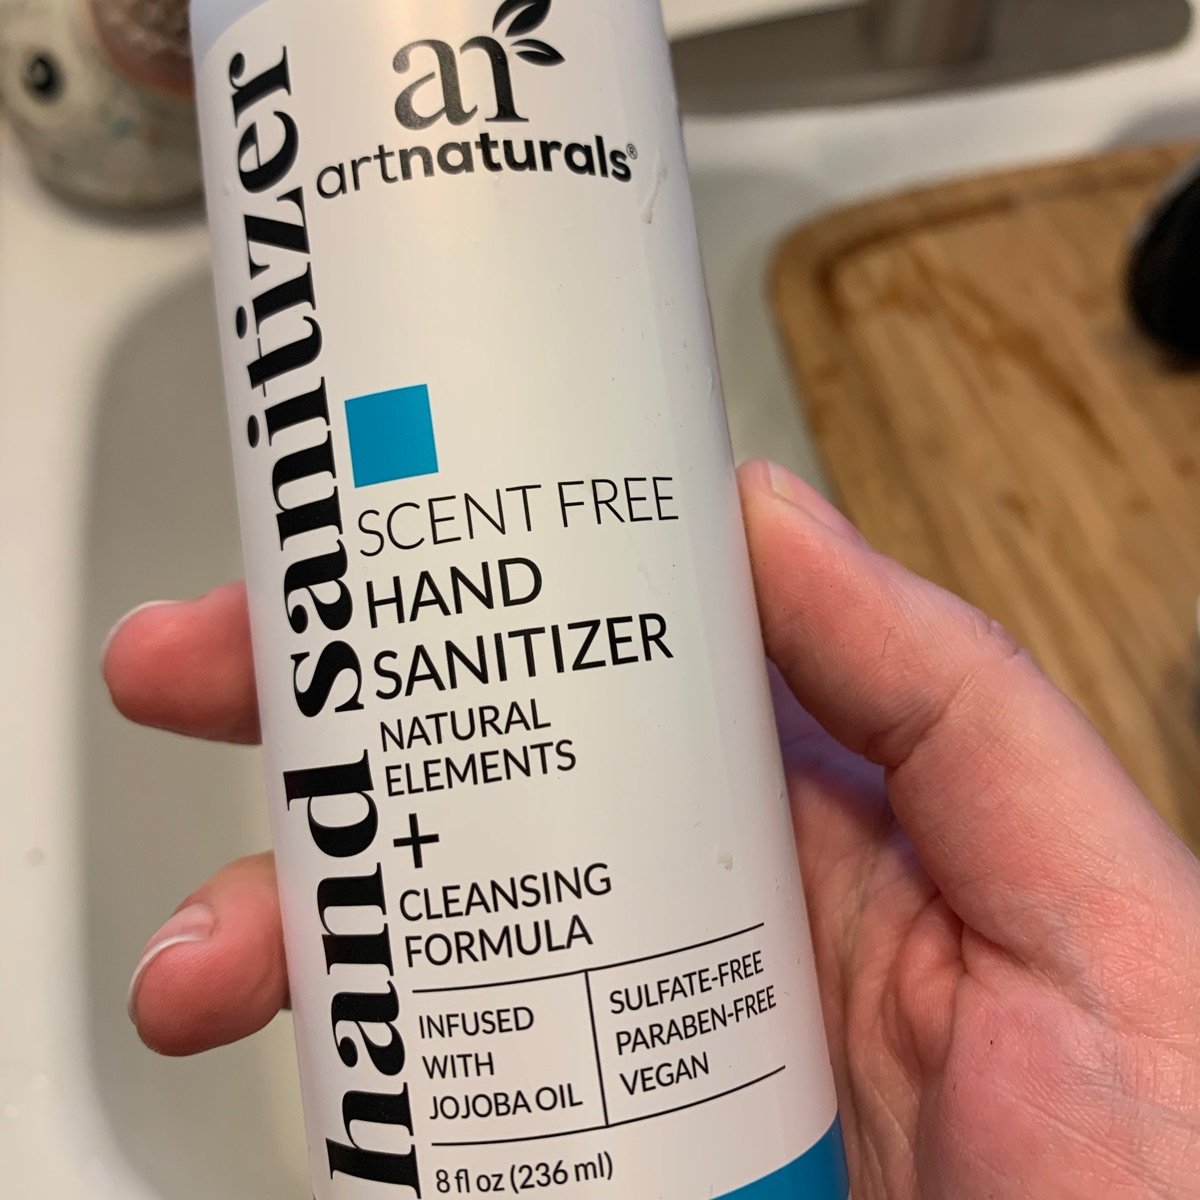 ar
artnaturals®
hand sanitizer
SCENT FREE
HAND
SANITIZER
NATURAL
ELEMENTS
+
CLEANSING
FORMULA
INFUSED
WITH
JOJOBA OIL
SULFATE-FREE
PARABEN-FREE
VEGAN
8 fl oz (236 ml)